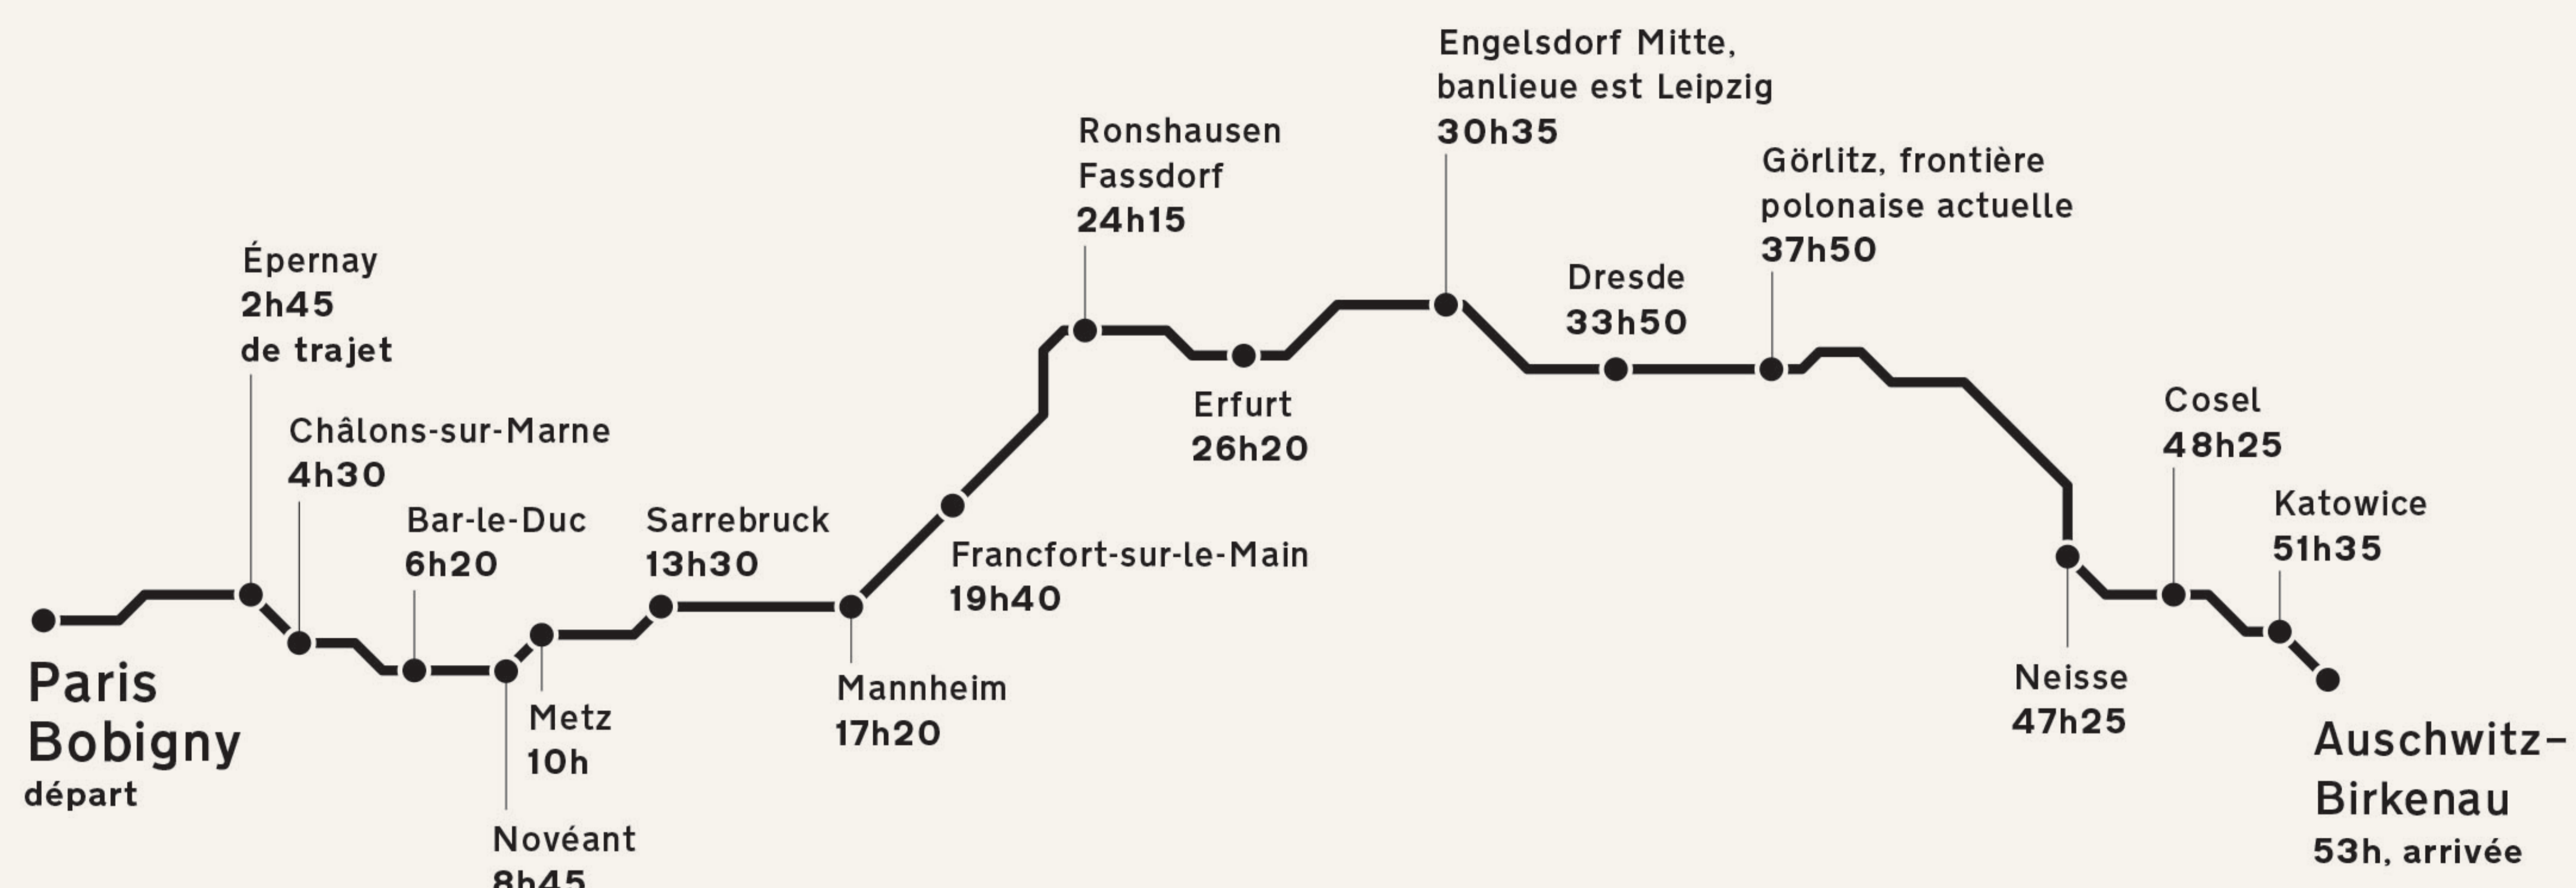 Paris
Bobigny
départ
Épernay
2h45
de trajet
Châlons-sur-Marne
4h30
Bar-le-Duc
6h20
Novéant
8h45
Metz
10h
Sarrebruck
13h30
Mannheim
17h20
Francfort-sur-le-Main
19h40
Ronshausen
Fassdorf
24h15
Erfurt
26h20
Engelsdorf Mitte,
banlieue est Leipzig
30h35
Dresde
33h50
Görlitz, frontière
polonaise actuelle
37h50
Neisse
47h25
Cosel
48h25
Katowice
51h35
Auschwitz-
Birkenau
53h, arrivée